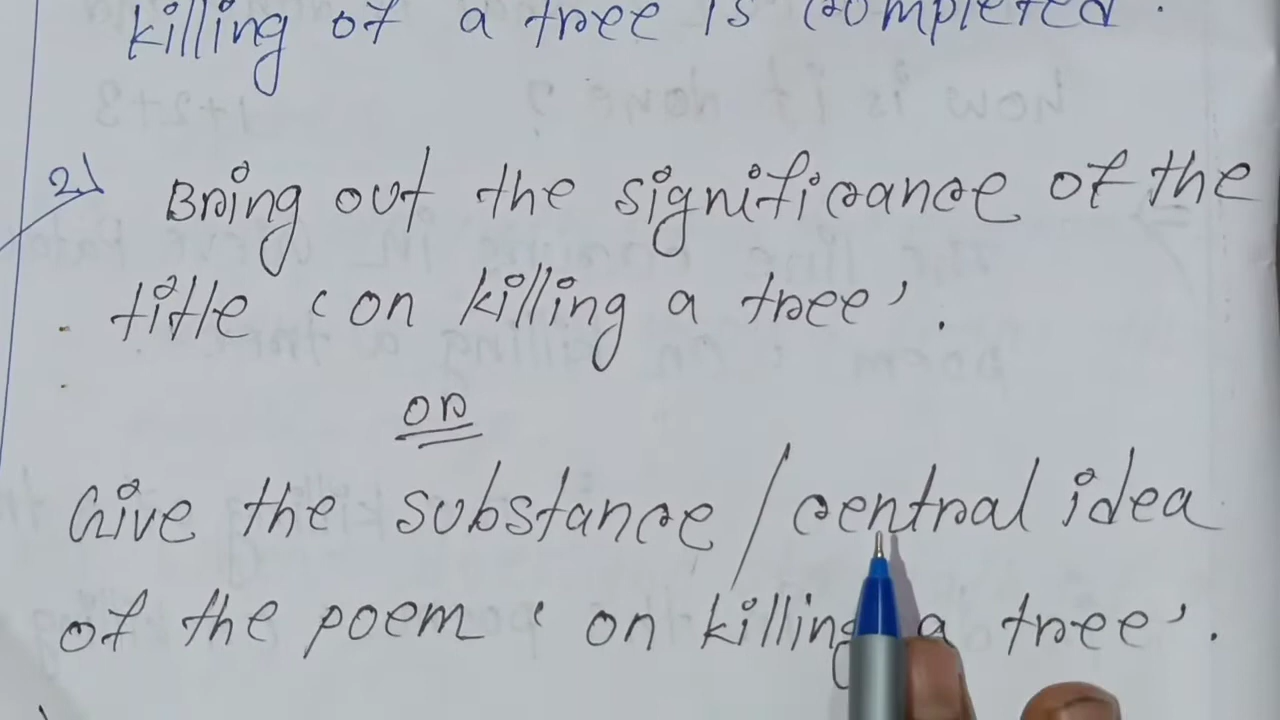 killing of a tree is completed.
2) Bring out the significance of the
title 'on killing a tree'.
OR
Give the substance / central idea
of the poem 'on killing a tree'.